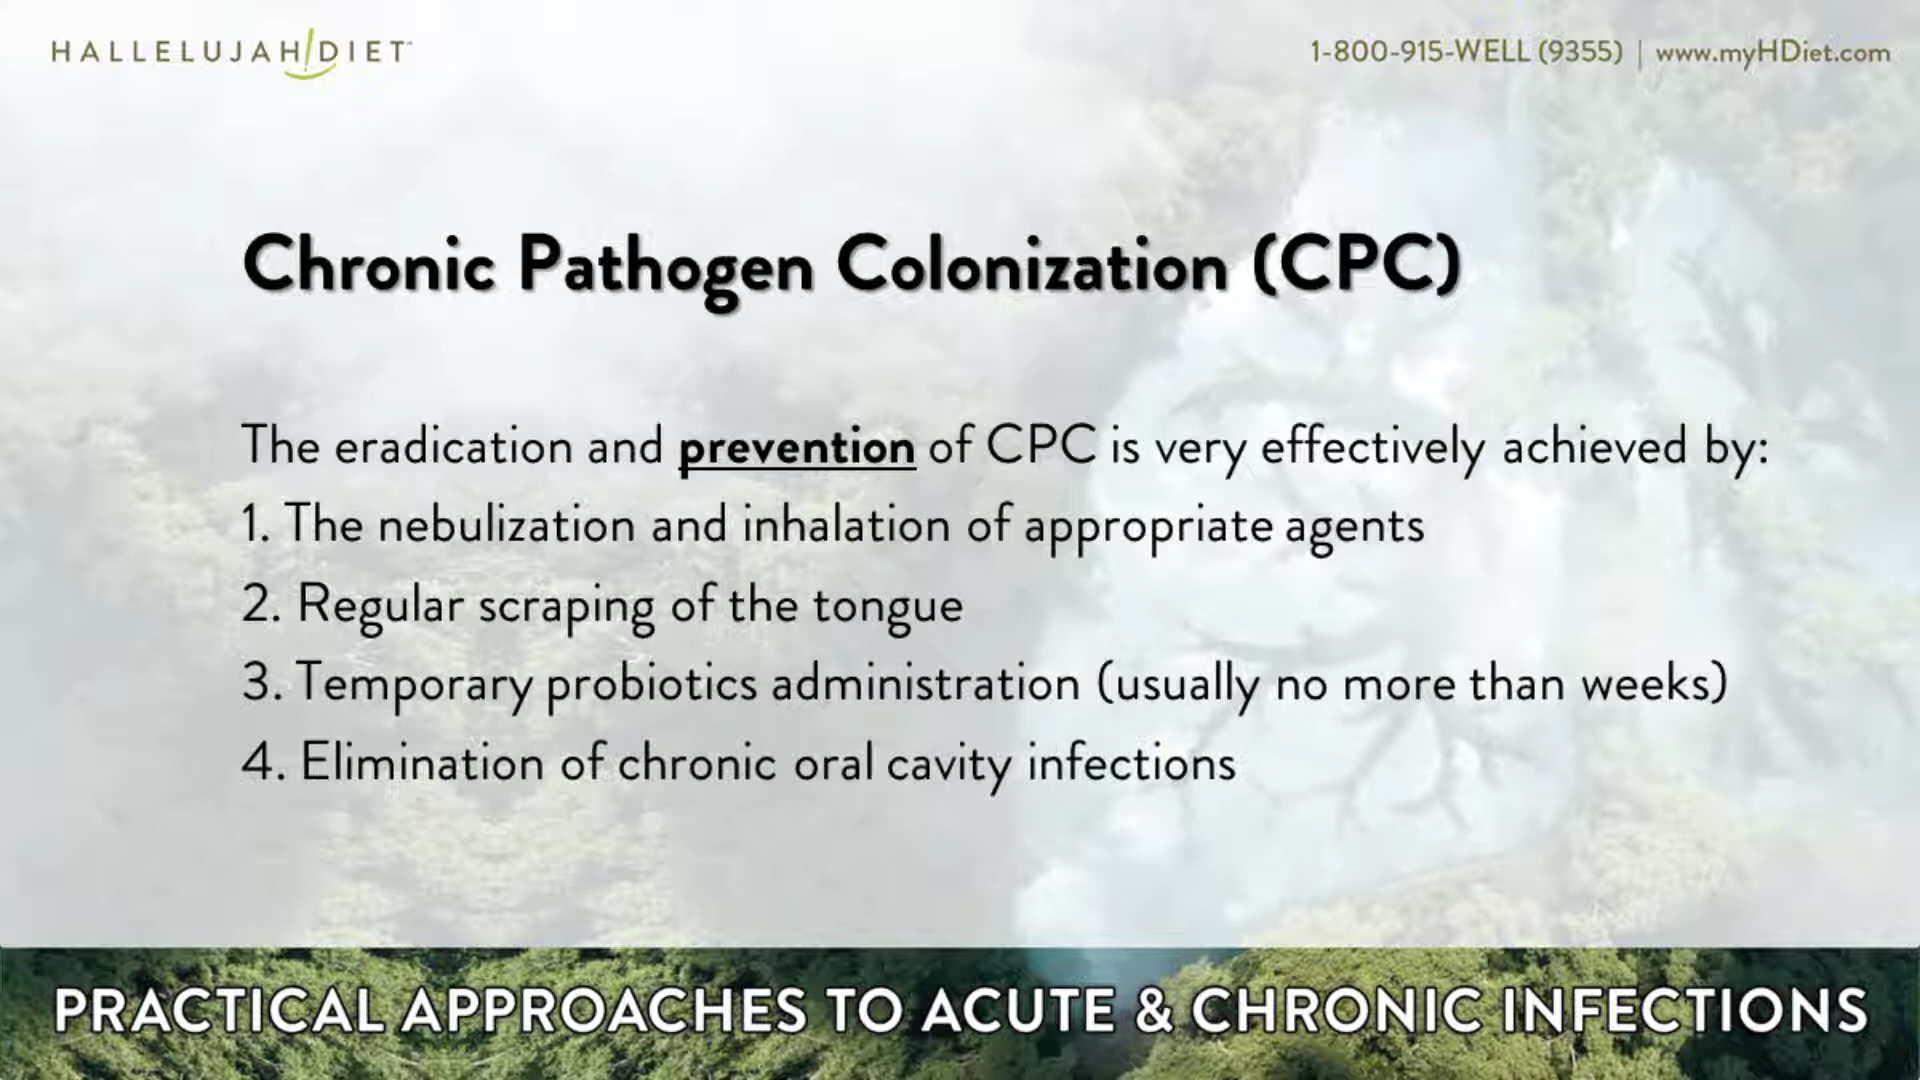 HALLELUJAH DIET
1-800-915-WELL (9355) | www.myHDiet.com
Chronic Pathogen Colonization (CPC)
The eradication and prevention of CPC is very effectively achieved by:
1. The nebulization and inhalation of appropriate agents
2. Regular scraping of the tongue
3. Temporary probiotics administration (usually no more than weeks)
4. Elimination of chronic oral cavity infections
PRACTICAL APPROACHES TO ACUTE & CHRONIC INFECTIONS